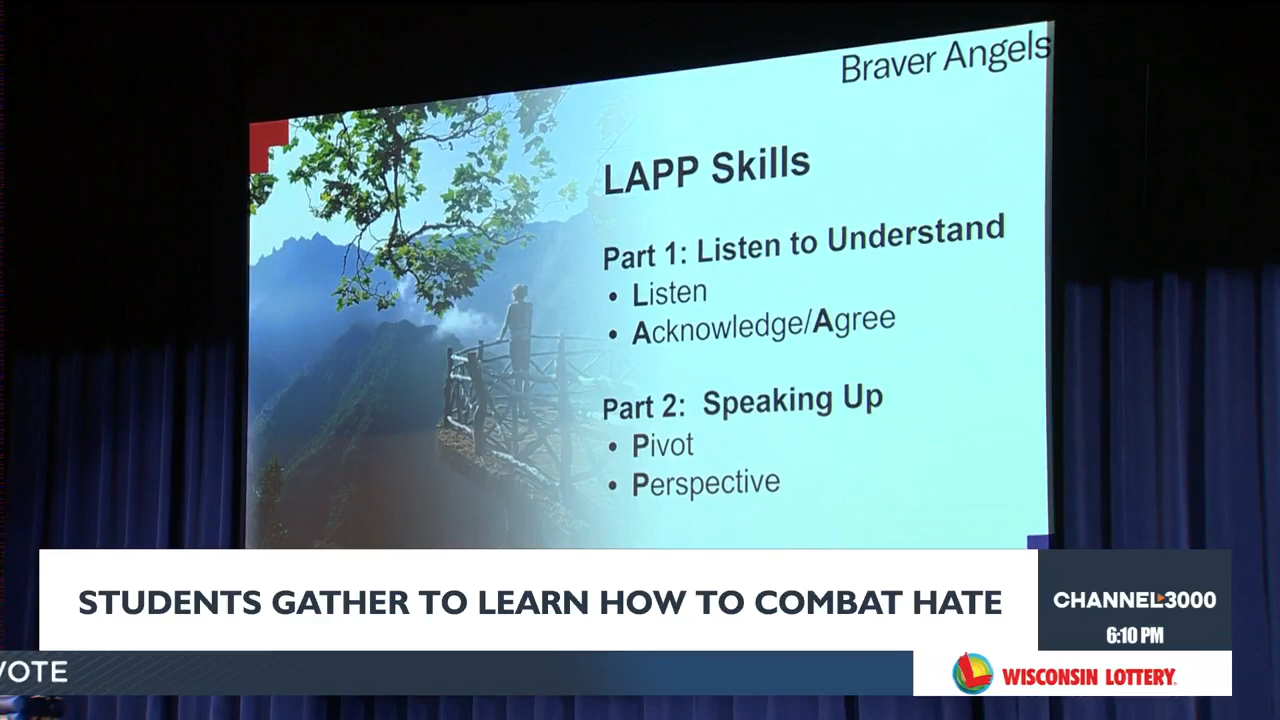 Braver Angels
LAPP Skills
Part 1: Listen to Understand
• Listen
• Acknowledge/Agree
Part 2: Speaking Up
• Pivot
• Perspective
STUDENTS GATHER TO LEARN HOW TO COMBAT HATE
CHANNEL3000
6:10 PM
VOTE
WISCONSIN LOTTERY